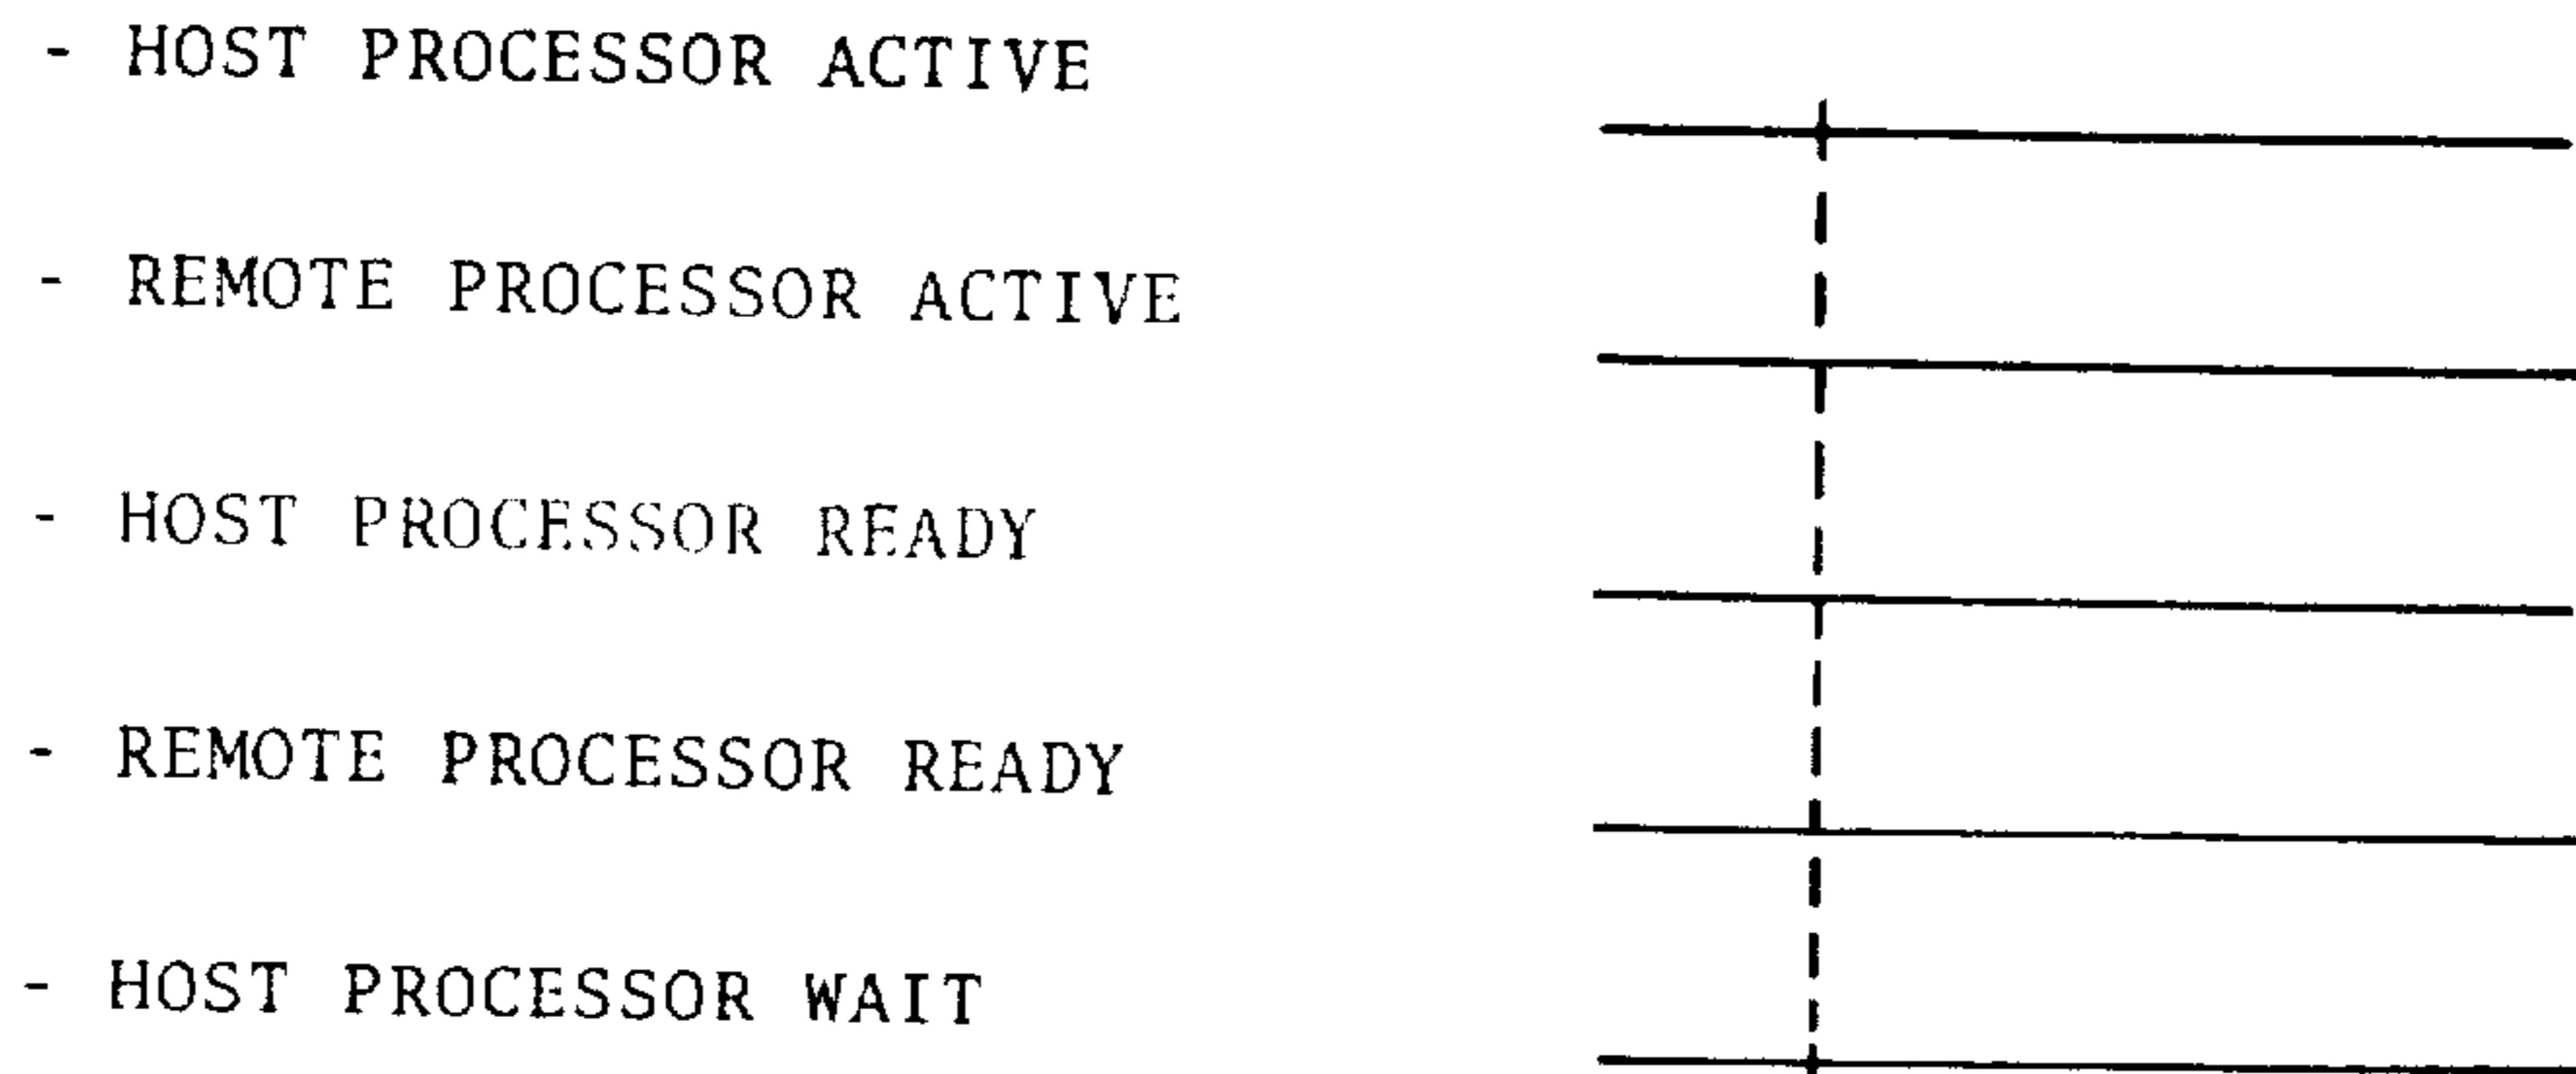 - HOST PROCESSOR ACTIVE
- REMOTE PROCESSOR ACTIVE
- HOST PROCESSOR READY
- REMOTE PROCESSOR READY
- HOST PROCESSOR WAIT